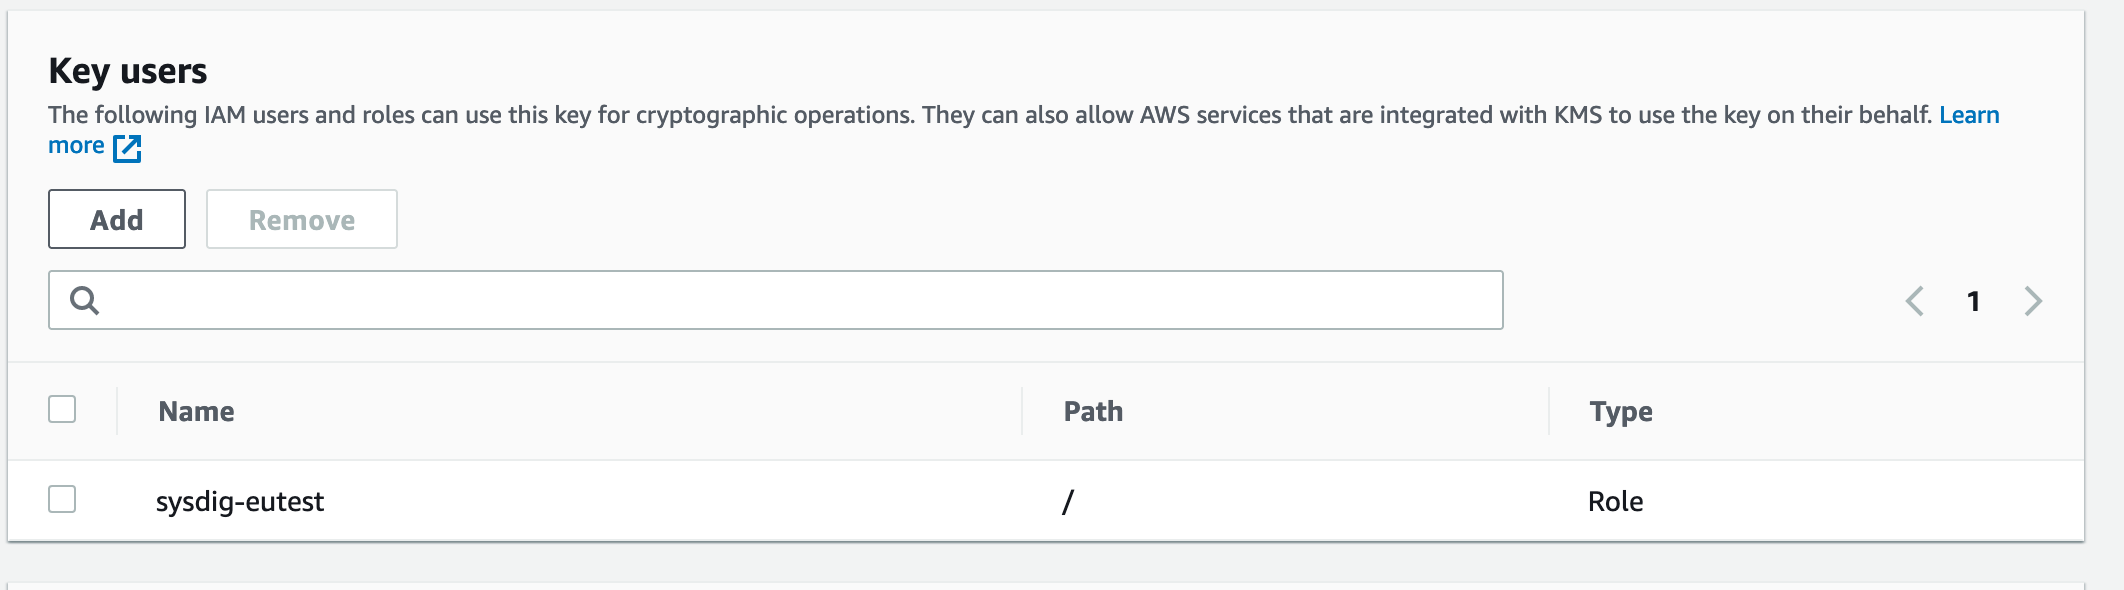 Key users
The following IAM users and roles can use this key for cryptographic operations. They can also allow AWS services that are integrated with KMS to use the key on their behalf. Learn
more
Add Remove
1
Name Path Type
sysdig-eutest / Role